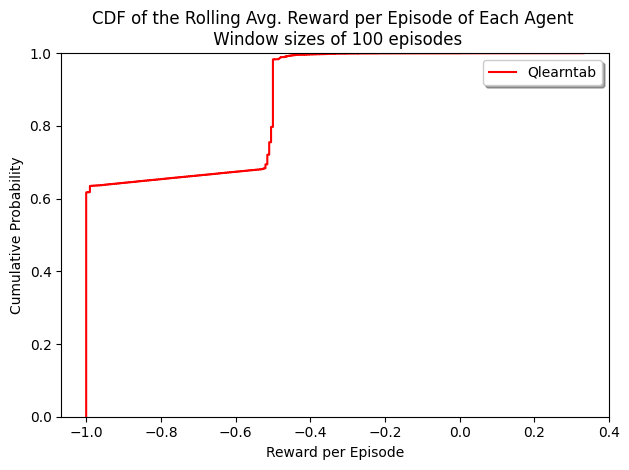 CDF of the Rolling Avg. Reward per Episode of Each Agent
Window sizes of 100 episodes
Qlearntab
Cumulative Probability
1.0
0.8
0.6
0.4
0.2
0.0
−1.0 −0.8 −0.6 −0.4 −0.2 0.0 0.2 0.4
Reward per Episode